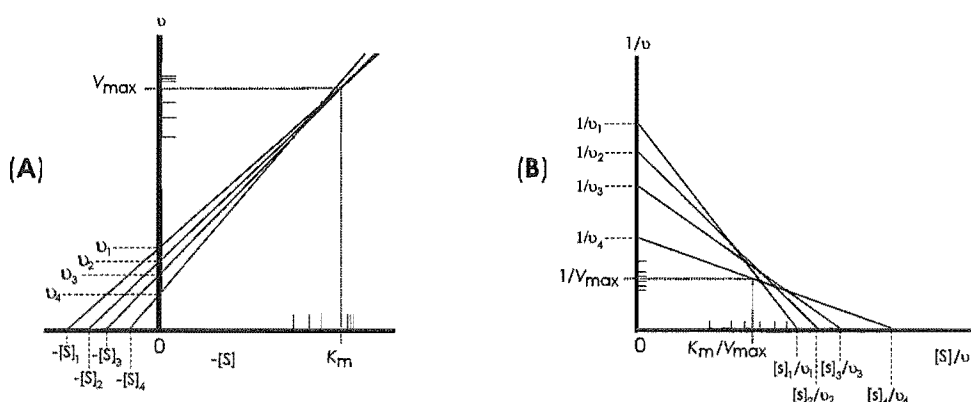 (A)
υ
Vmax
υ1
υ2
υ3
υ4
-[S]1
-[S]2
-[S]3
-[S]4
0
-[S]
Km
(B)
1/υ
1/υ1
1/υ2
1/υ3
1/υ4
1/Vmax
0
Km/Vmax
[S]/υ
[s]1/υ1
[s]2/υ2
[s]3/υ3
[s]4/υ4